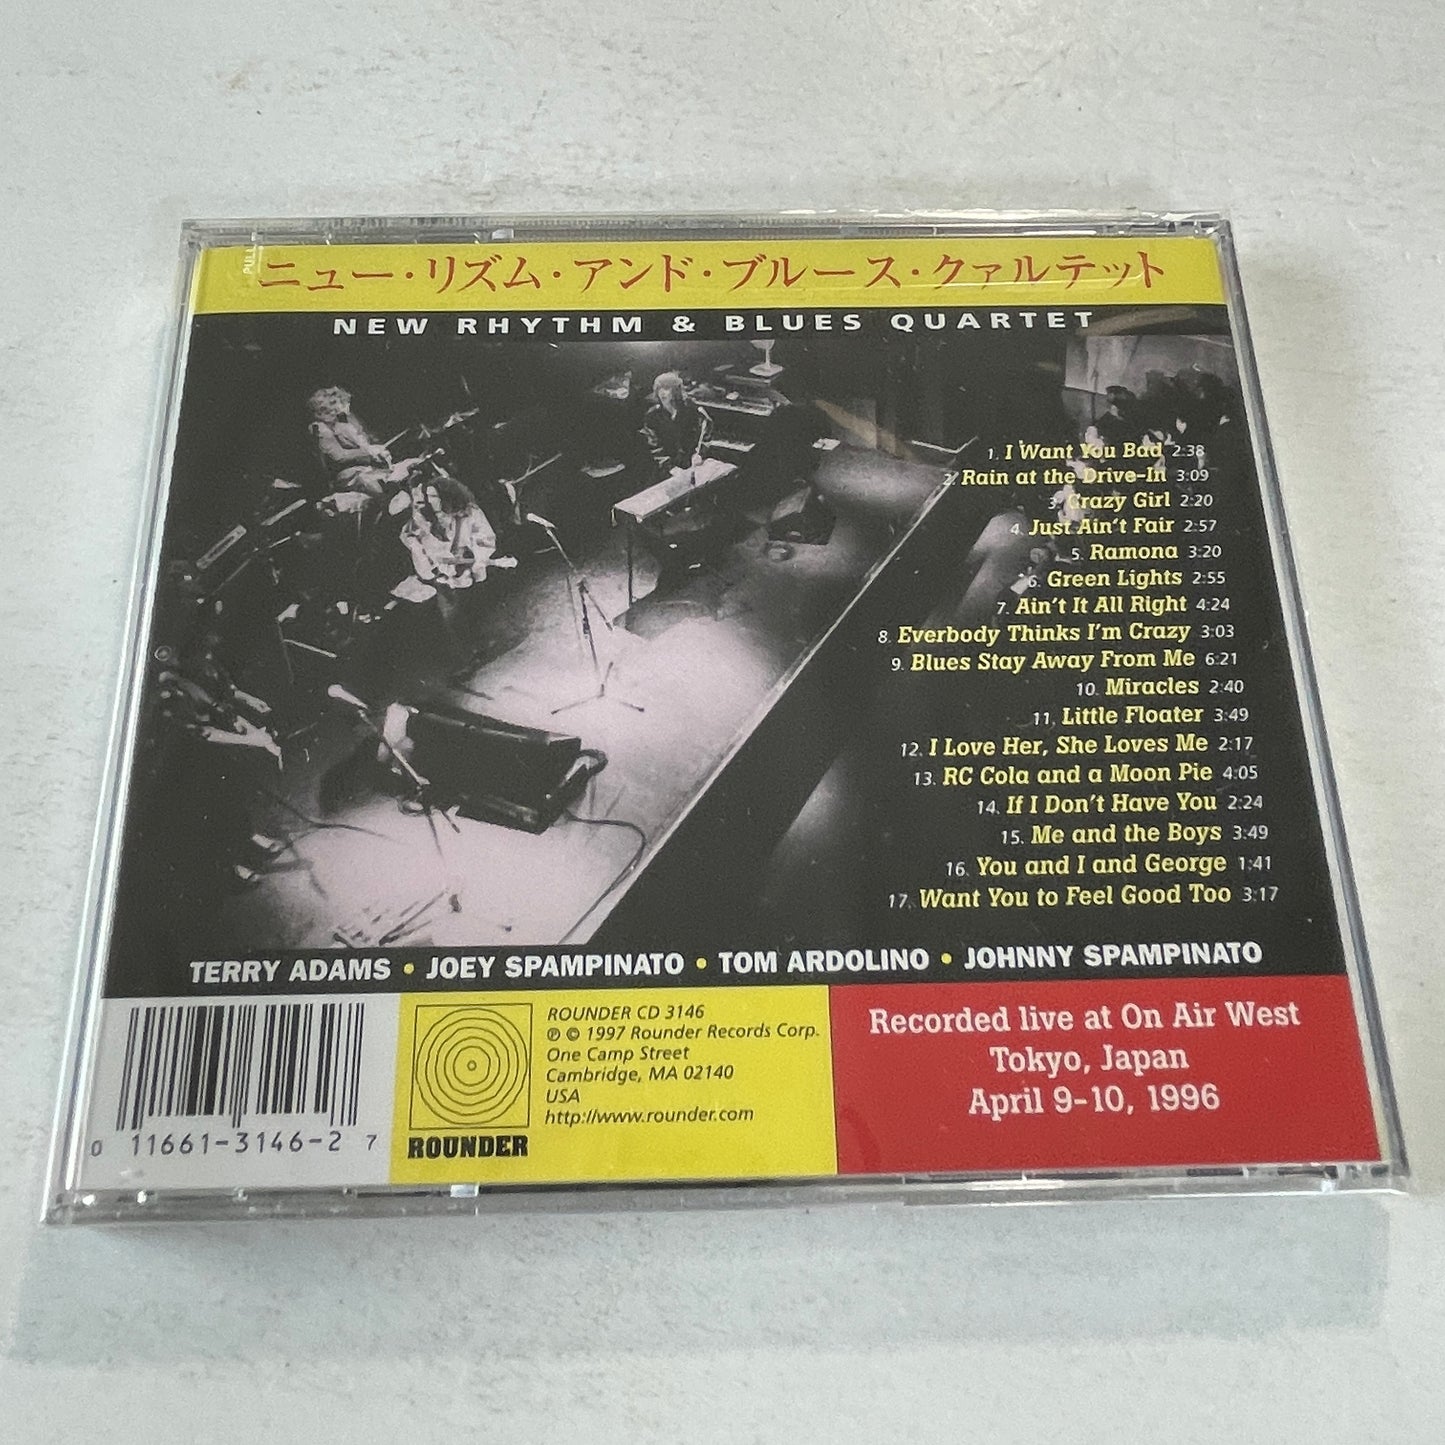 PULL
ニュー・リズム・アンド・ブルース・クァルテット
NEW RHYTHM & BLUES QUARTET
1. I Want You Bad 2:38
2. Rain at the Drive-In 3:09
3. Crazy Girl 2:20
4. Just Ain't Fair 2:57
5. Ramona 3:20
6. Green Lights 2:55
7. Ain't It All Right 4:24
8. Everbody Thinks I'm Crazy 3:03
9. Blues Stay Away From Me 6:21
10. Miracles 2:40
11. Little Floater 3:49
12. I Love Her, She Loves Me 2:17
13. RC Cola and a Moon Pie 4:05
14. If I Don't Have You 2:24
15. Me and the Boys 3:49
16. You and I and George 1:41
17. Want You to Feel Good Too 3:17
TERRY ADAMS • JOEY SPAMPINATO • TOM ARDOLINO • JOHNNY SPAMPINATO
0 11661-3146-2 7
ROUNDER
ROUNDER CD 3146
℗ © 1997 Rounder Records Corp.
One Camp Street
Cambridge, MA 02140
USA
http://www.rounder.com
Recorded live at On Air West
Tokyo, Japan
April 9-10, 1996